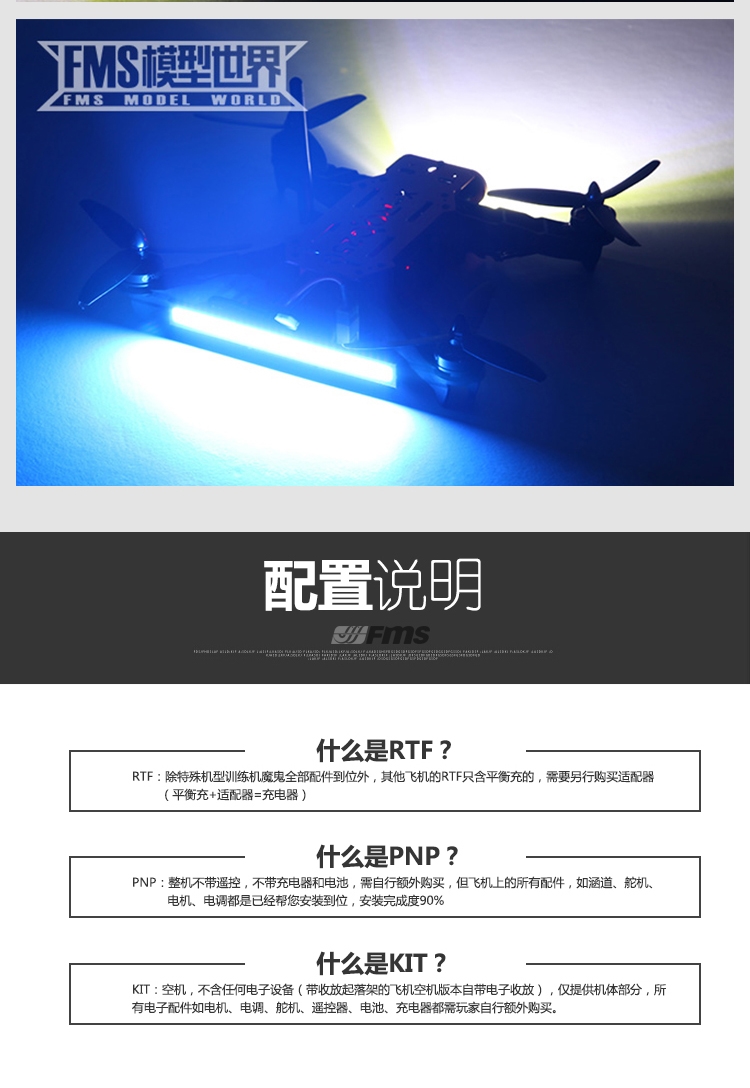 FMS模型世界
FMS MODEL WORLD
配置说明
FMS
什么是RTF？
RTF：除特殊机型训练机魔鬼全部配件到位外，其他飞机的RTF只含平衡充的，需要另行购买适配器
（平衡充+适配器=充电器）
什么是PNP？
PNP：整机不带遥控，不带充电器和电池，需自行额外购买，但飞机上的所有配件，如涵道、舵机、
电机、电调都是已经帮您安装到位，安装完成度90%
什么是KIT？
KIT：空机，不含任何电子设备（带收放起落架的飞机空机版本自带电子收放），仅提供机体部分，所
有电子配件如电机、电调、舵机、遥控器、电池、充电器都需玩家自行额外购买。